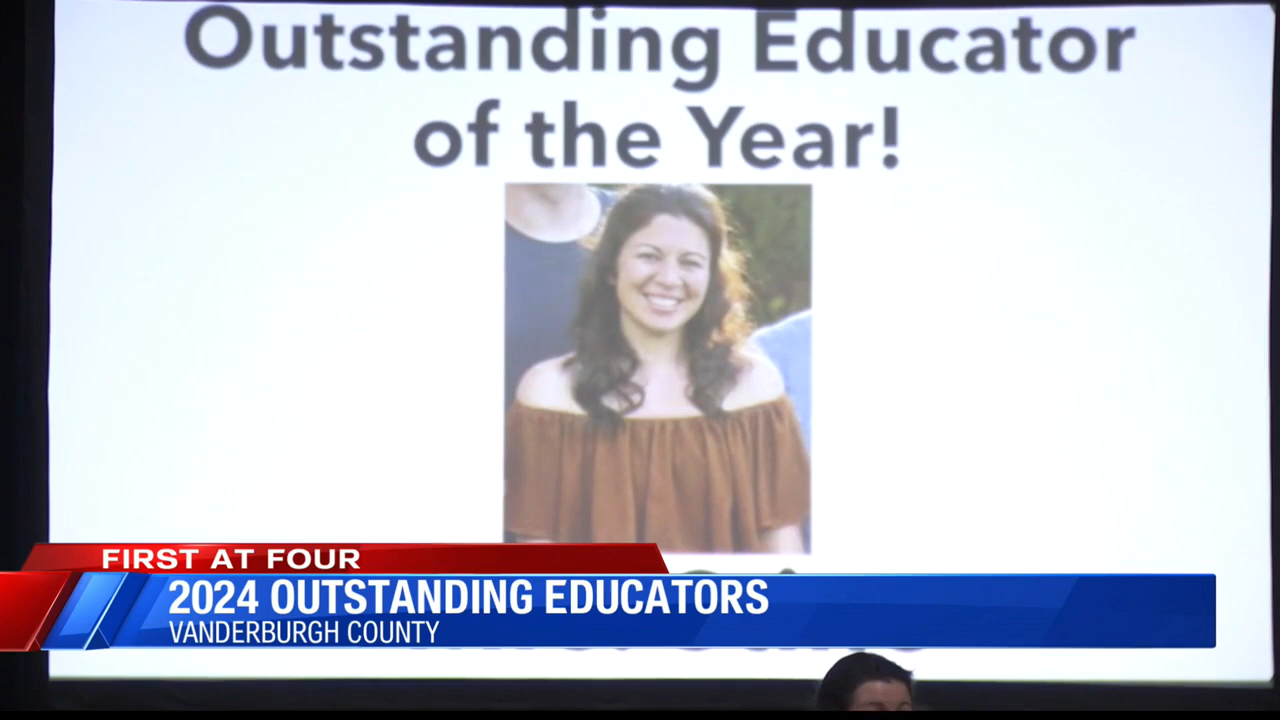 Outstanding Educator
of the Year!
FIRST AT FOUR
2024 OUTSTANDING EDUCATORS
VANDERBURGH COUNTY